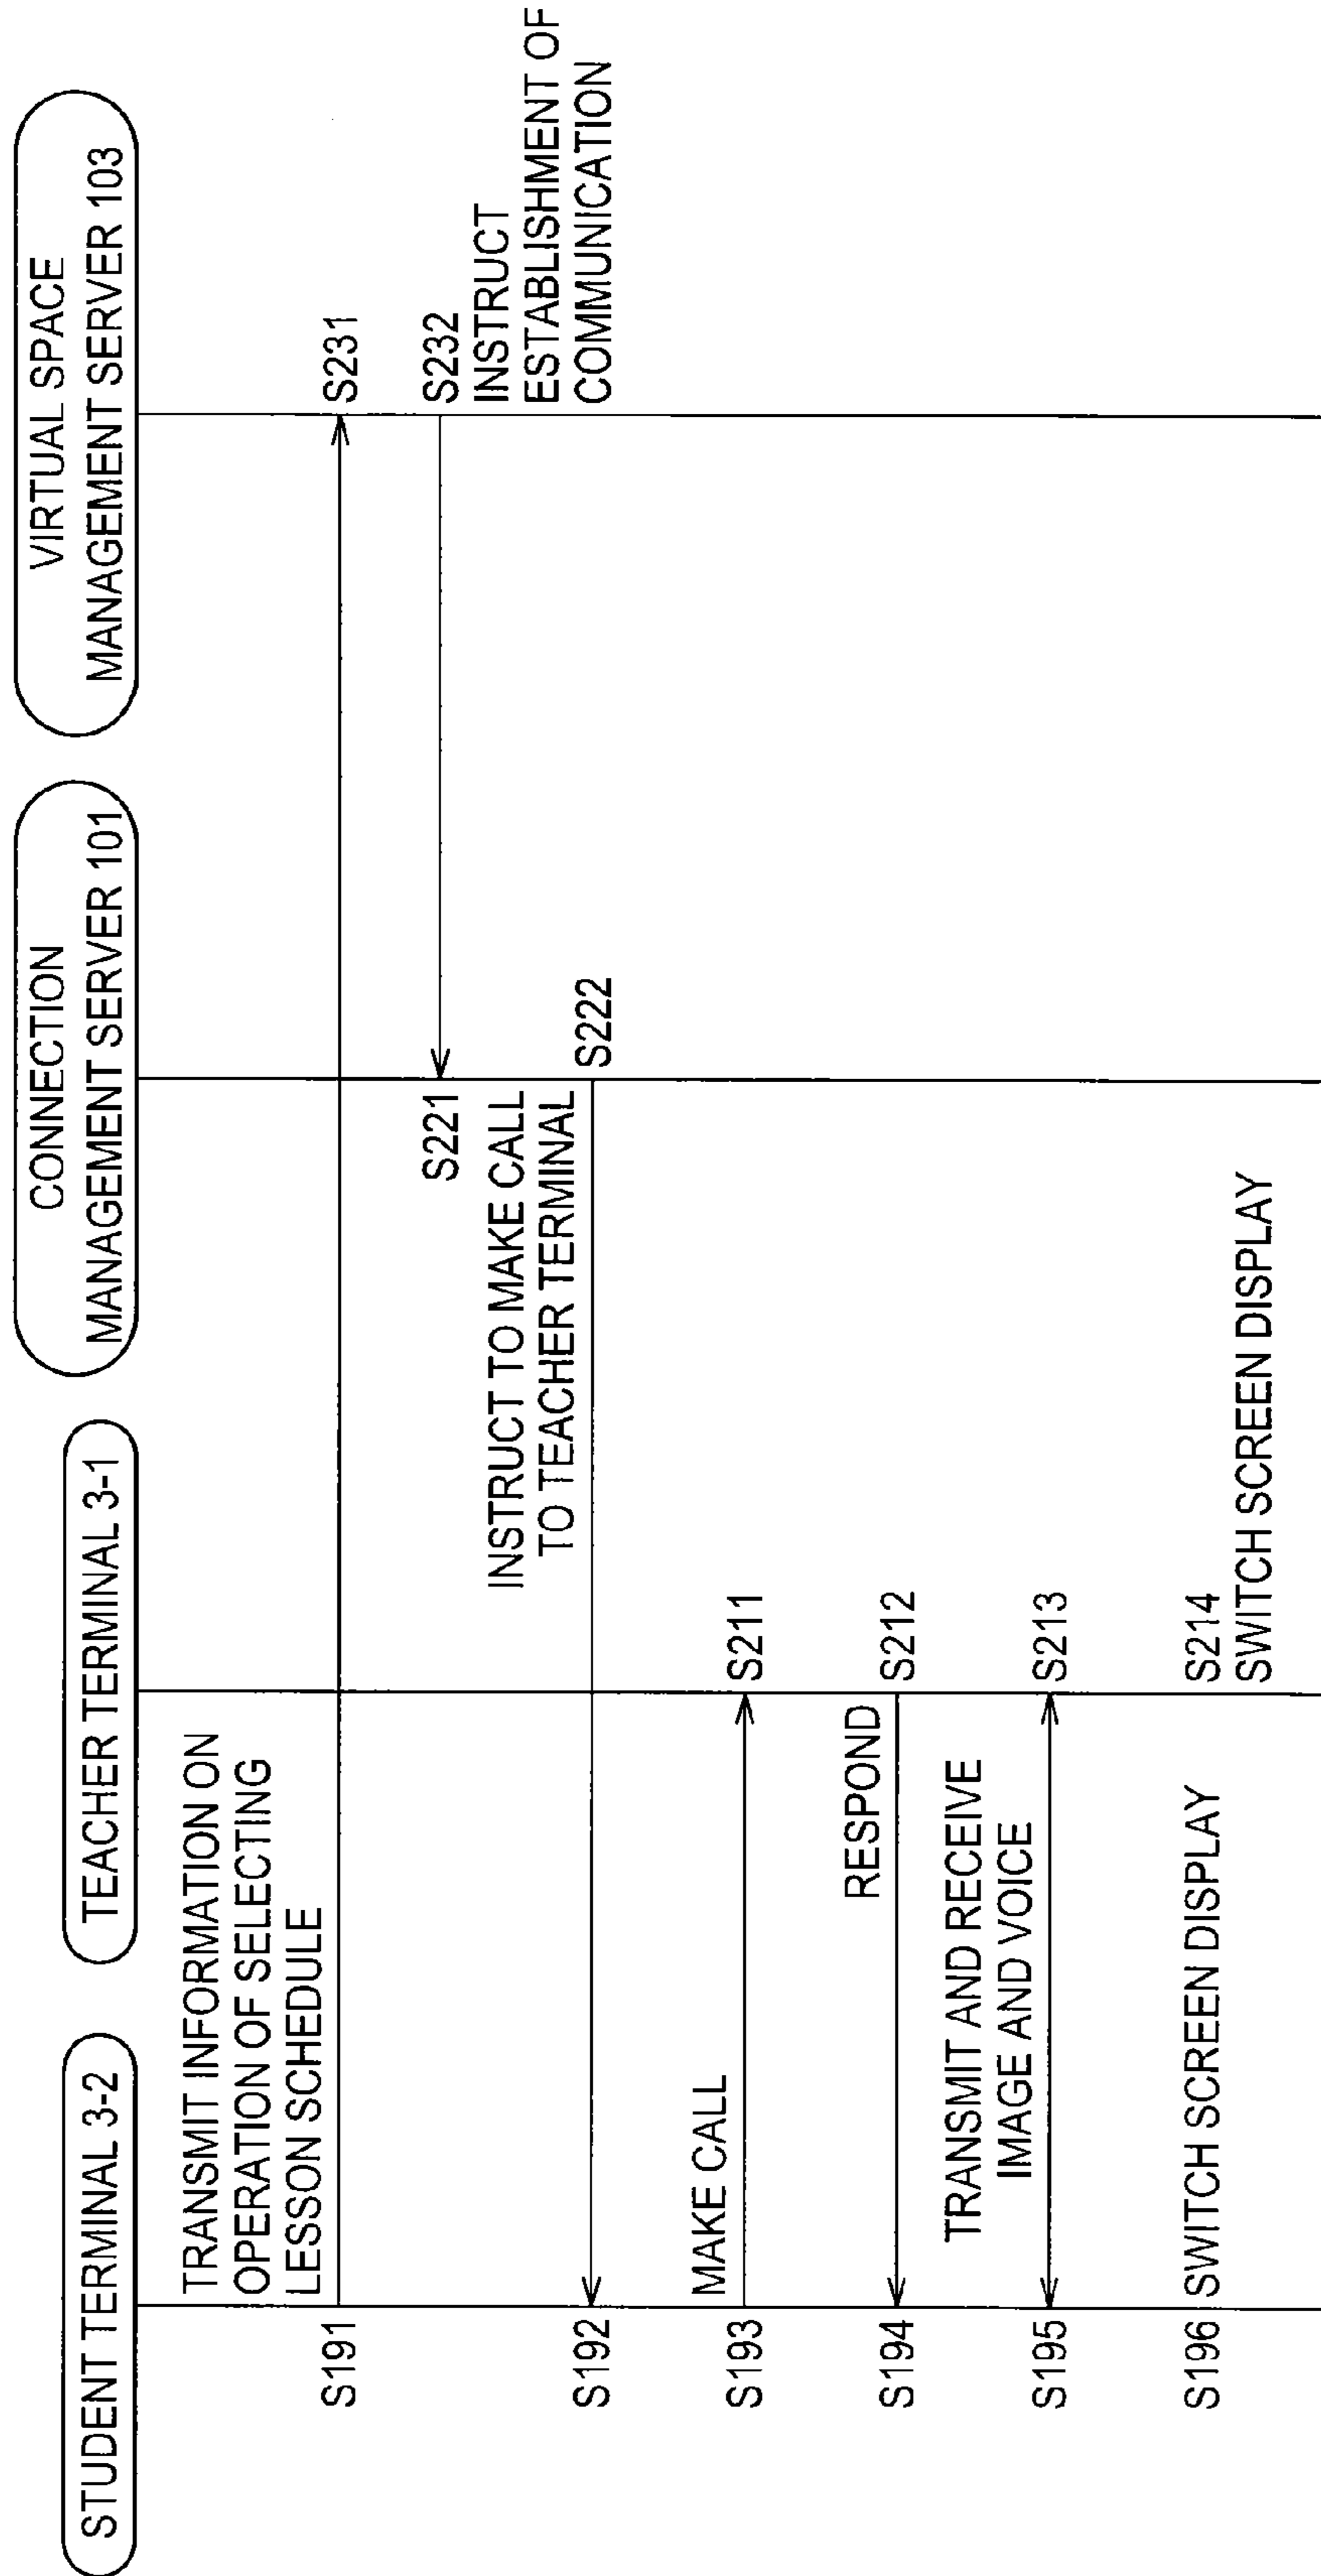 STUDENT TERMINAL 3-2
TEACHER TERMINAL 3-1
CONNECTION
MANAGEMENT SERVER 101
VIRTUAL SPACE
MANAGEMENT SERVER 103
TRANSMIT INFORMATION ON
OPERATION OF SELECTING
LESSON SCHEDULE
S191
S231
S221
S232
INSTRUCT
ESTABLISHMENT OF
COMMUNICATION
INSTRUCT TO MAKE CALL
TO TEACHER TERMINAL
S192
S222
MAKE CALL
S193
S211
RESPOND
S194
S212
TRANSMIT AND RECEIVE
IMAGE AND VOICE
S195
S213
S196 SWITCH SCREEN DISPLAY
S214
SWITCH SCREEN DISPLAY